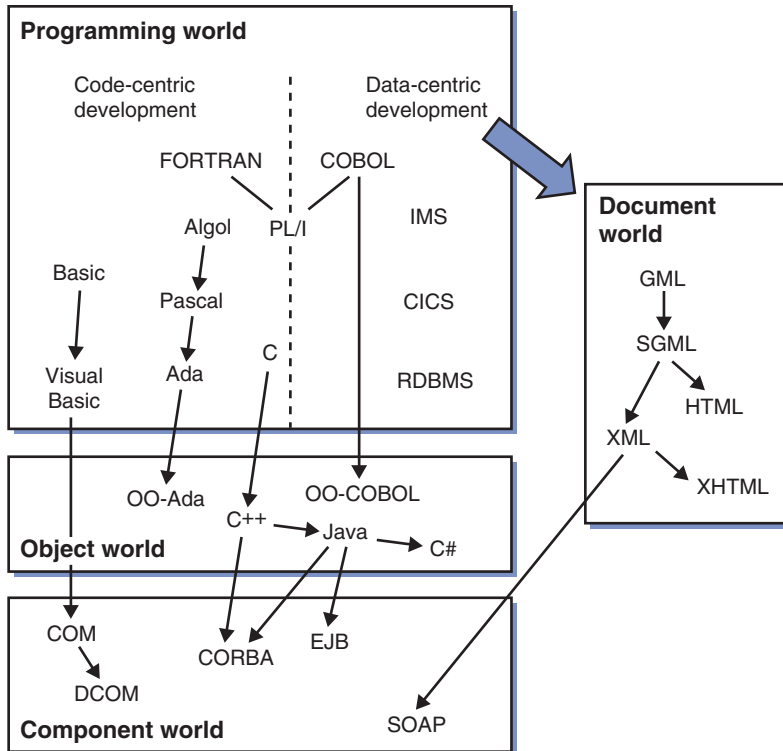 Programming world
Code-centric
development
Data-centric
development
FORTRAN
COBOL
Algol
PL/I
IMS
Basic
Pascal
CICS
C
Visual
Basic
Ada
RDBMS
Document
world
GML
SGML
HTML
XML
XHTML
OO-Ada
OO-COBOL
C++
Java
C#
Object world
COM
CORBA
EJB
DCOM
SOAP
Component world